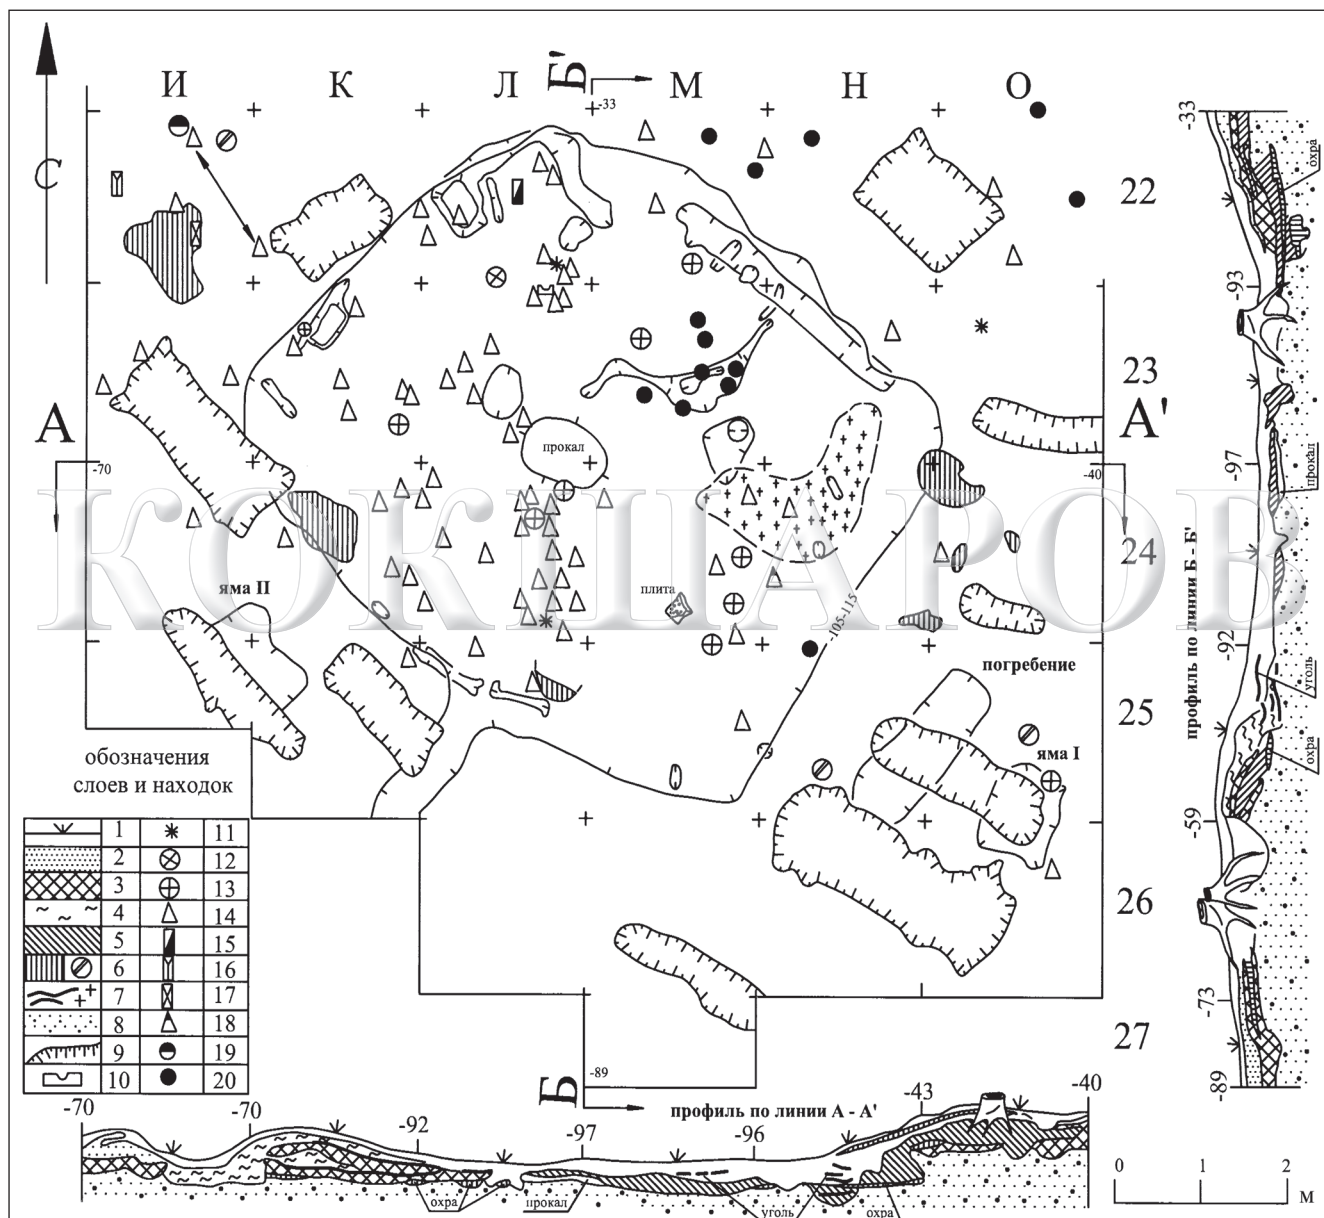 Б'
И К Л М Н О
-33
С
22
23
А
А'
-70
-40
прокал
КОКШАРОВ
24
яма II
плита
-105-115
погребение
25
яма I
обозначения
слоев и находок
1 11
2 12
3 13
4 14
5 15
6 16
7 17
8 18
9 19
10 20
26
27
Б
-89
профиль по линии А - А'
-70 -70 -92 -97 -96 -43 -40
охра прокал уголь охра
0 1 2
м
профиль по линии Б - Б'
-33
охра
-93
-97
прокал
-92
уголь
охра
-59
-73
-89